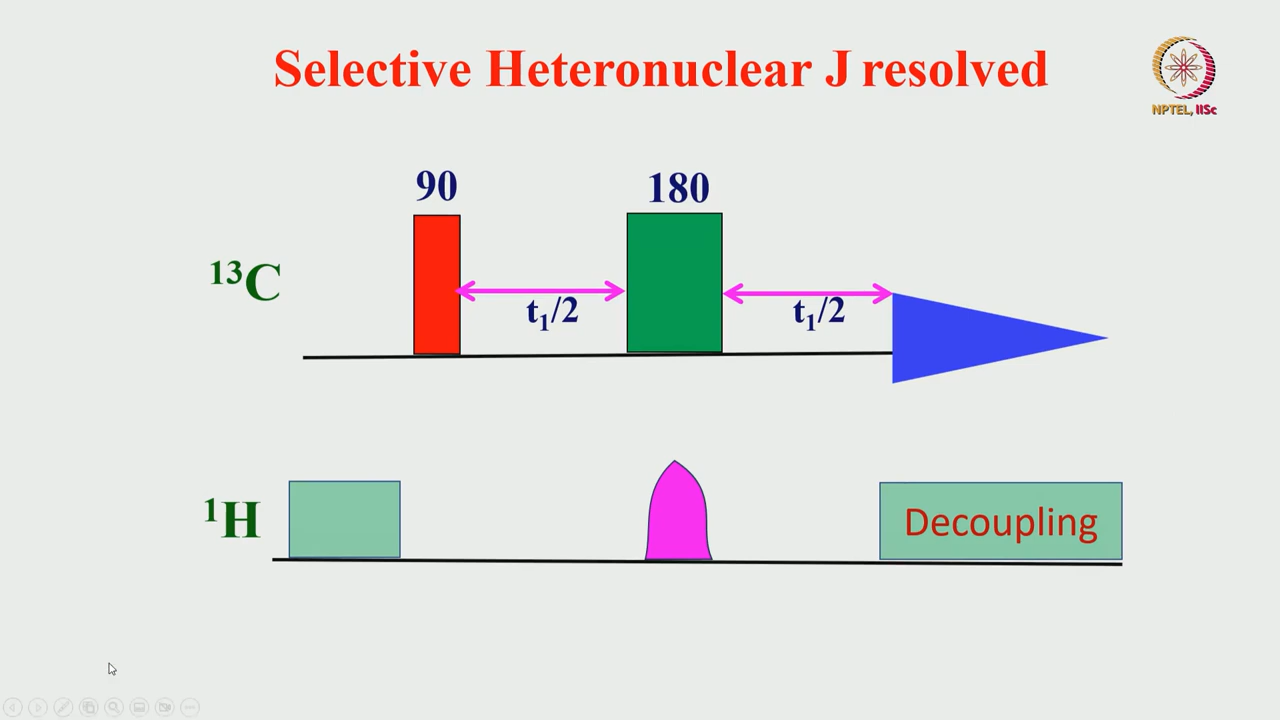 Selective Heteronuclear J resolved
NPTEL, IISc
90
180
¹³C
t₁/2
t₁/2
¹H
Decoupling